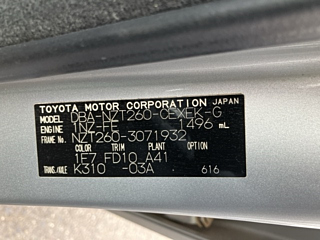 TOYOTA MOTOR CORPORATION JAPAN
MODEL DBA-NZT260-CEXEK-G
ENGINE 1NZ-FE 1496 mL
FRAME No. NZT260-3071932
COLOR TRIM PLANT OPTION
1E7 FD10 A41
TRANS./AXLE K310 -03A 616